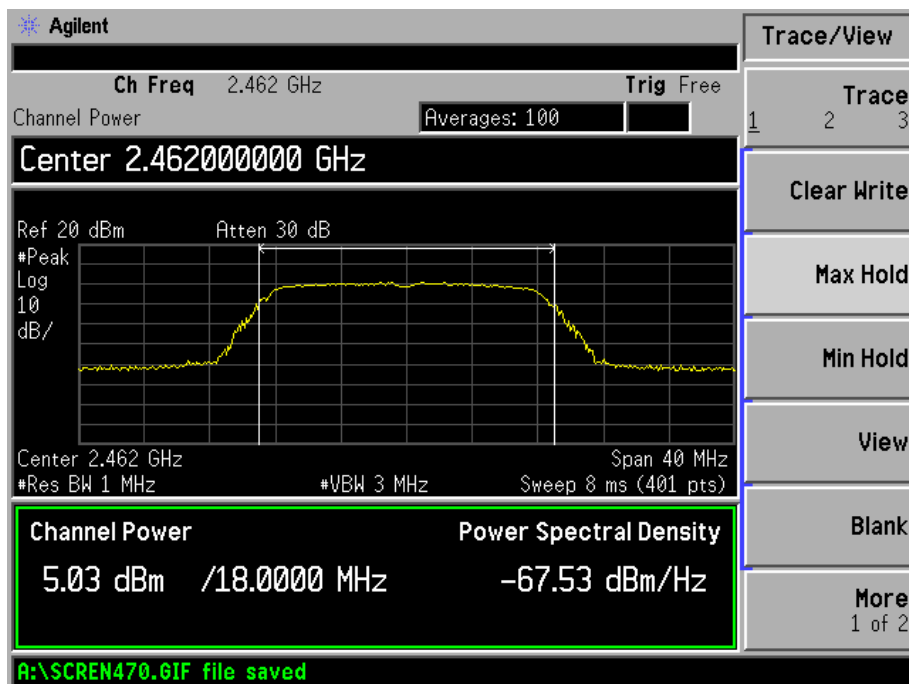 Agilent
Ch Freq 2.462 GHz Trig Free
Channel Power Averages: 100
Center 2.462000000 GHz
Ref 20 dBm Atten 30 dB
#Peak
Log
10
dB/
Center 2.462 GHz Span 40 MHz
#Res BW 1 MHz #VBW 3 MHz Sweep 8 ms (401 pts)
Channel Power Power Spectral Density
5.03 dBm /18.0000 MHz -67.53 dBm/Hz
A:\SCREN470.GIF file saved
Trace/View
Trace
1 2 3
Clear Write
Max Hold
Min Hold
View
Blank
More
1 of 2